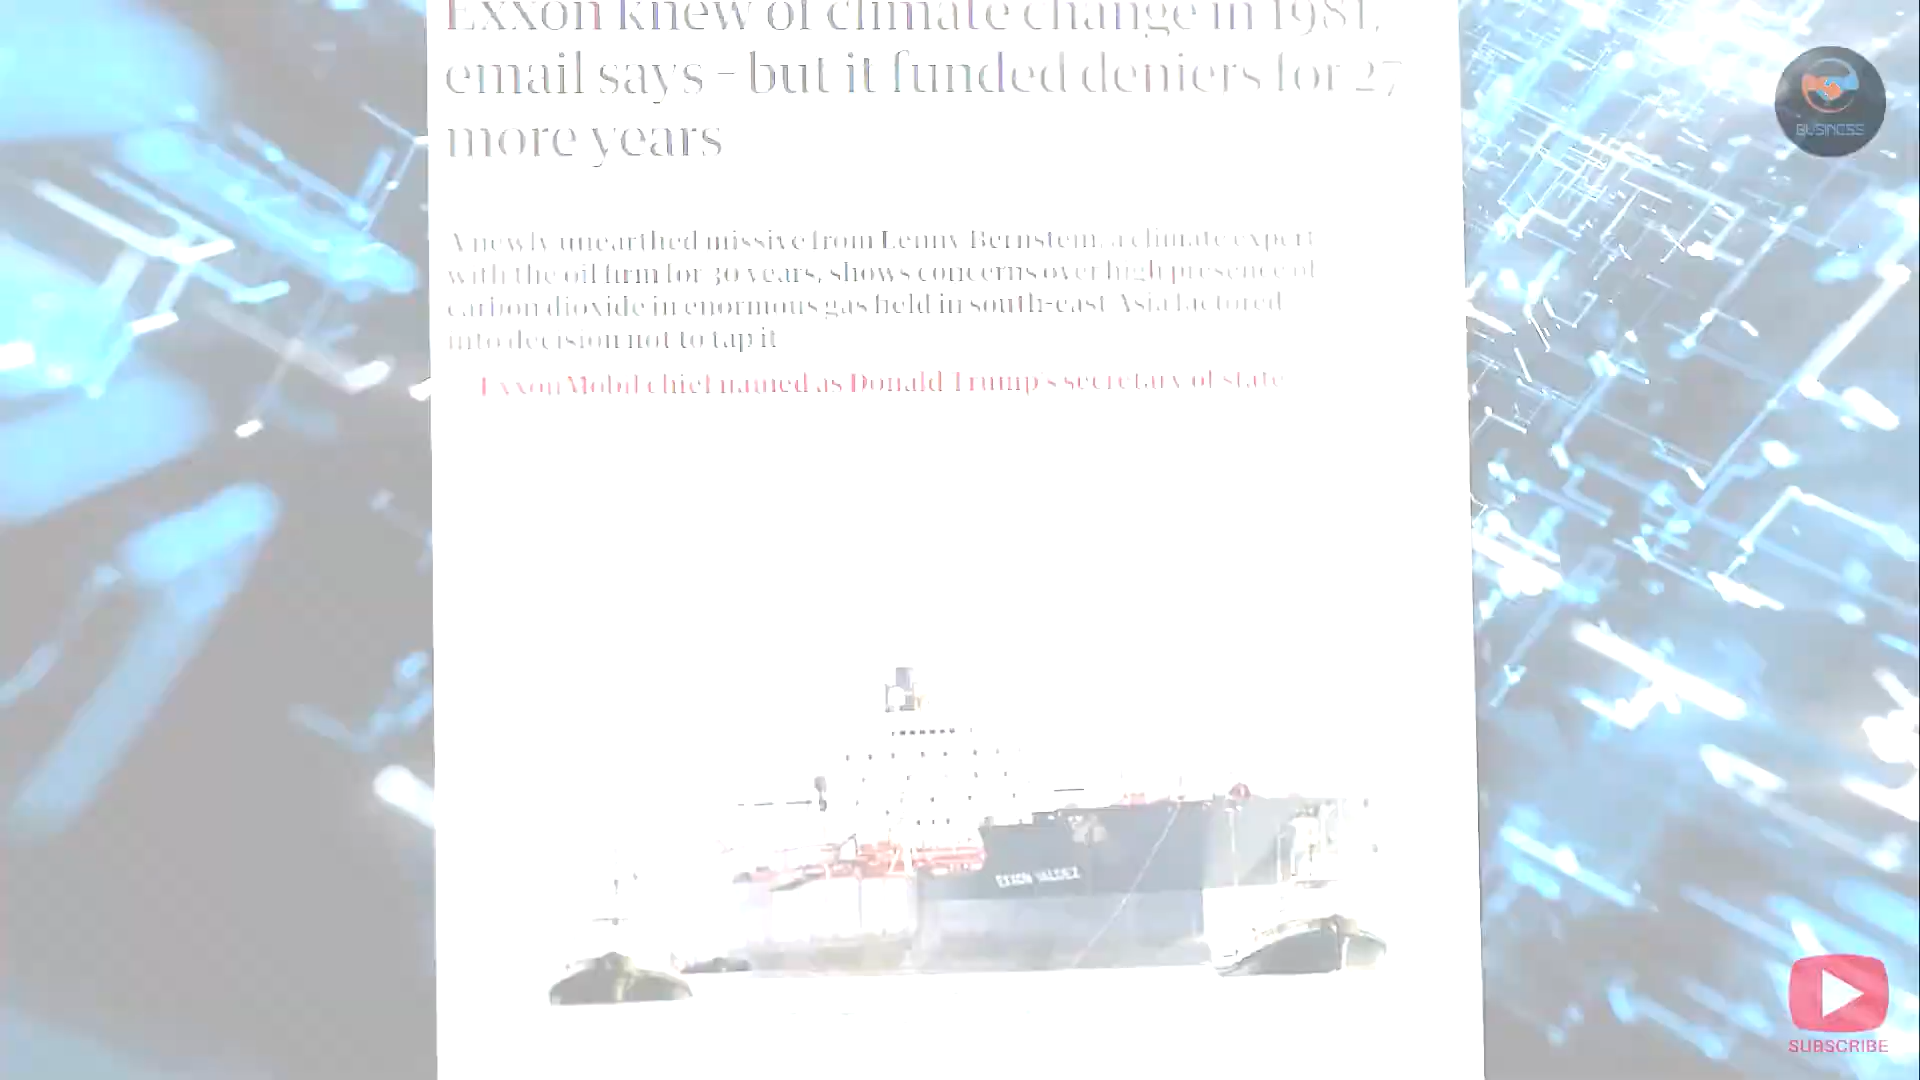 Exxon knew of climate change in 1981,
email says – but it funded deniers for 27
more years
BUSINESS
A newly unearthed missive from Lenny Bernstein, a climate expert
with the oil firm for 30 years, shows concerns over high presence of
carbon dioxide in enormous gas field in south-east Asia factored
into decision not to tap it
ExxonMobil chief named as Donald Trump's secretary of state
EXXON VALDEZ
SUBSCRIBE